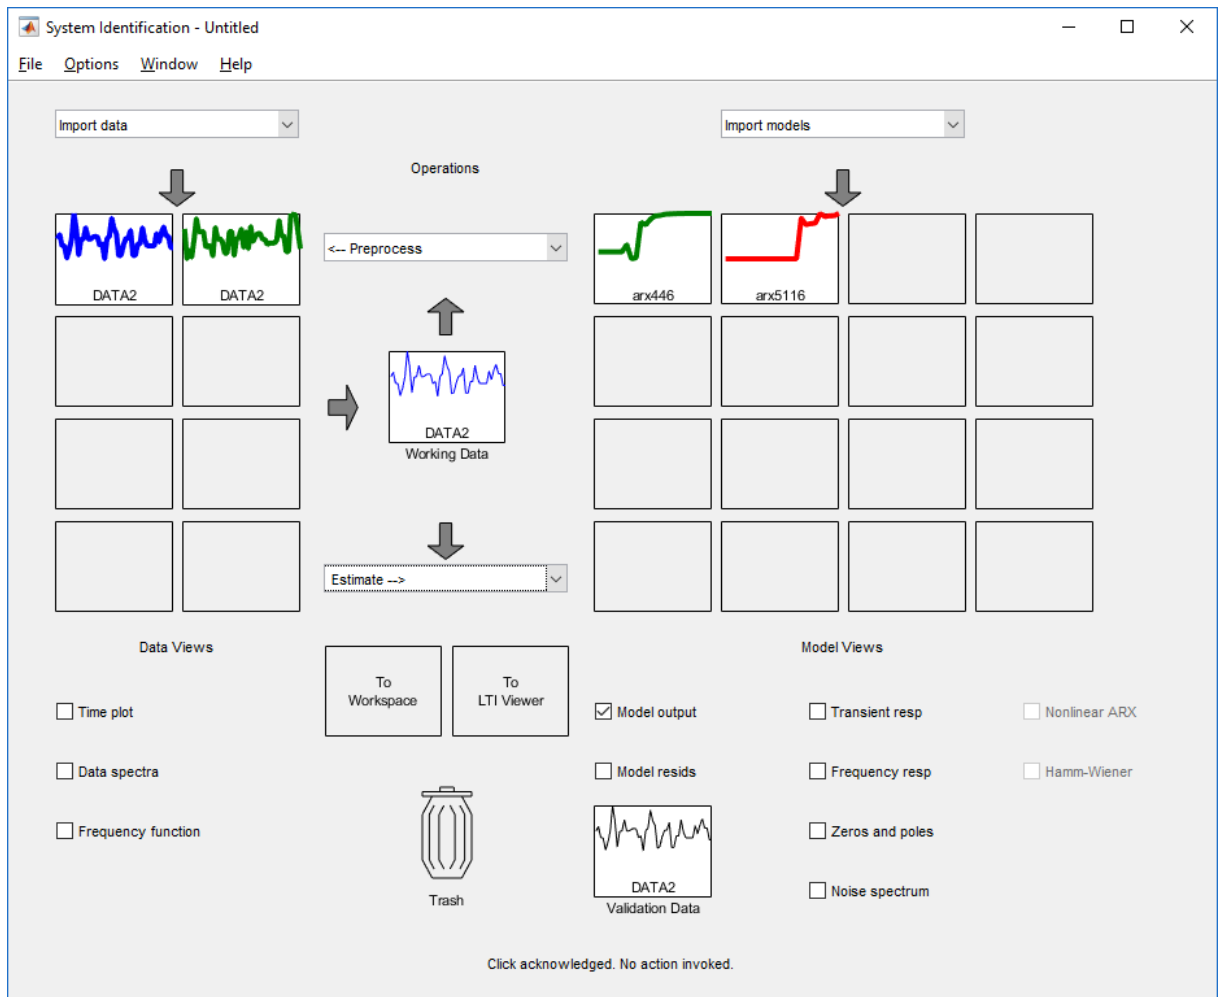 System Identification - Untitled
File Options Window Help
Import data
Import models
Operations
DATA2
DATA2
<-- Preprocess
arx446
arx5116
DATA2
Working Data
Estimate -->
Data Views
Model Views
To
Workspace
To
LTI Viewer
Time plot
Model output
Transient resp
Nonlinear ARX
Data spectra
Model resids
Frequency resp
Hamm-Wiener
Frequency function
Zeros and poles
Trash
DATA2
Validation Data
Noise spectrum
Click acknowledged. No action invoked.